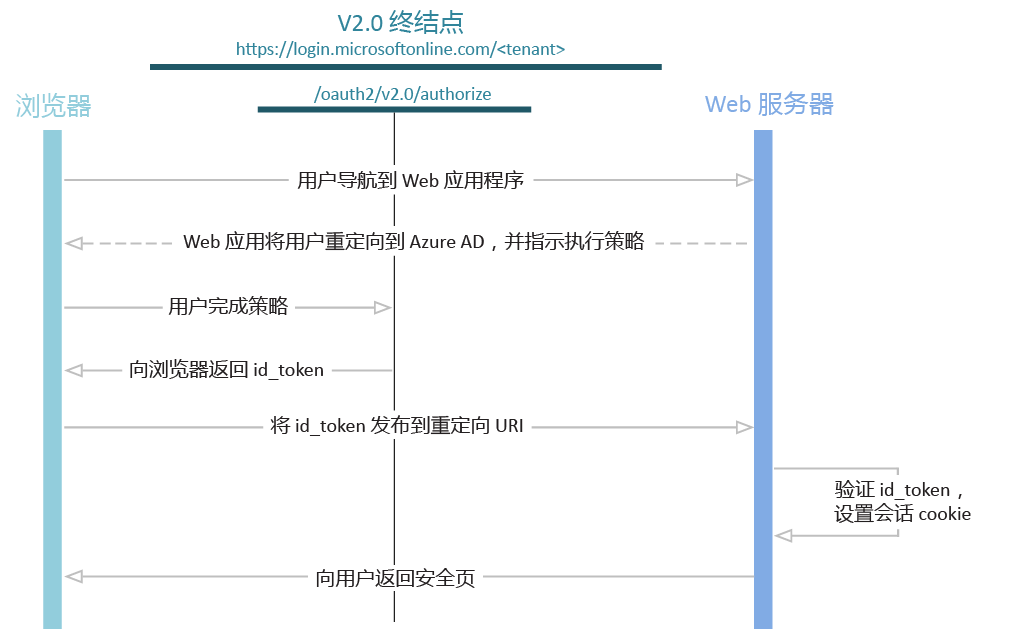 V2.0 终结点
https://login.microsoftonline.com/<tenant>
/oauth2/v2.0/authorize
浏览器
Web 服务器
用户导航到 Web 应用程序
Web 应用将用户重定向到 Azure AD，并指示执行策略
用户完成策略
向浏览器返回 id_token
将 id_token 发布到重定向 URI
验证 id_token，
设置会话 cookie
向用户返回安全页